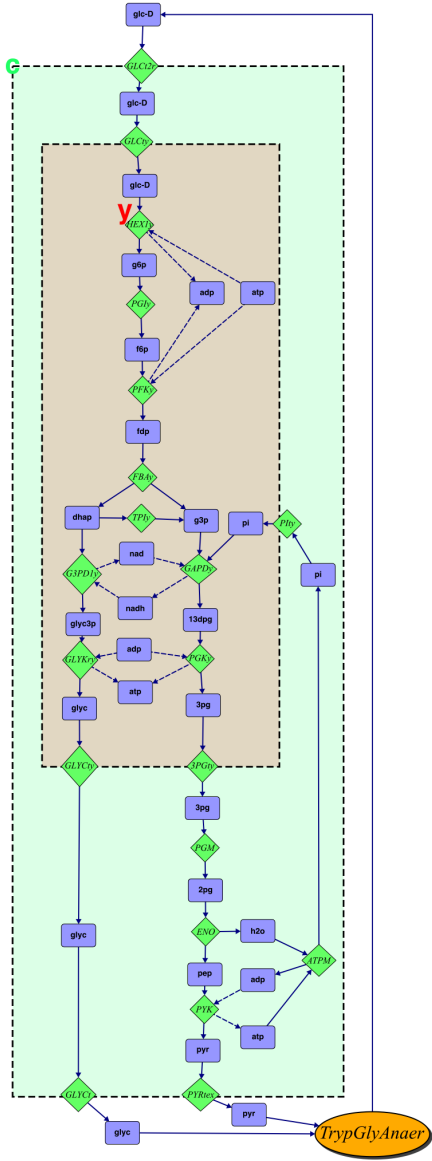 glc-D
c
GLCt2r
glc-D
GLCty
glc-D
y
HEX1y
g6p
adp
atp
PGIy
f6p
PFKy
fdp
FBAy
dhap
TPIy
g3p
pi
PIty
nad
G3PD1y
GAPDy
pi
nadh
glyc3p
13dpg
adp
GLYKry
PGKy
atp
glyc
3pg
GLYCty
3PGty
3pg
PGM
2pg
glyc
ENO
h2o
ATPM
pep
adp
PYK
atp
pyr
GLYCt
PYRtex
pyr
glyc
TrypGlyAnaer